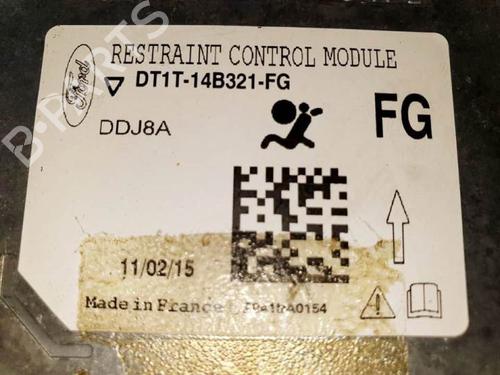 RESTRAINT CONTROL MODULE
Ford
DT1T-14B321-FG
DDJ8A
FG
B-PARTS
11/02/15
Made in France